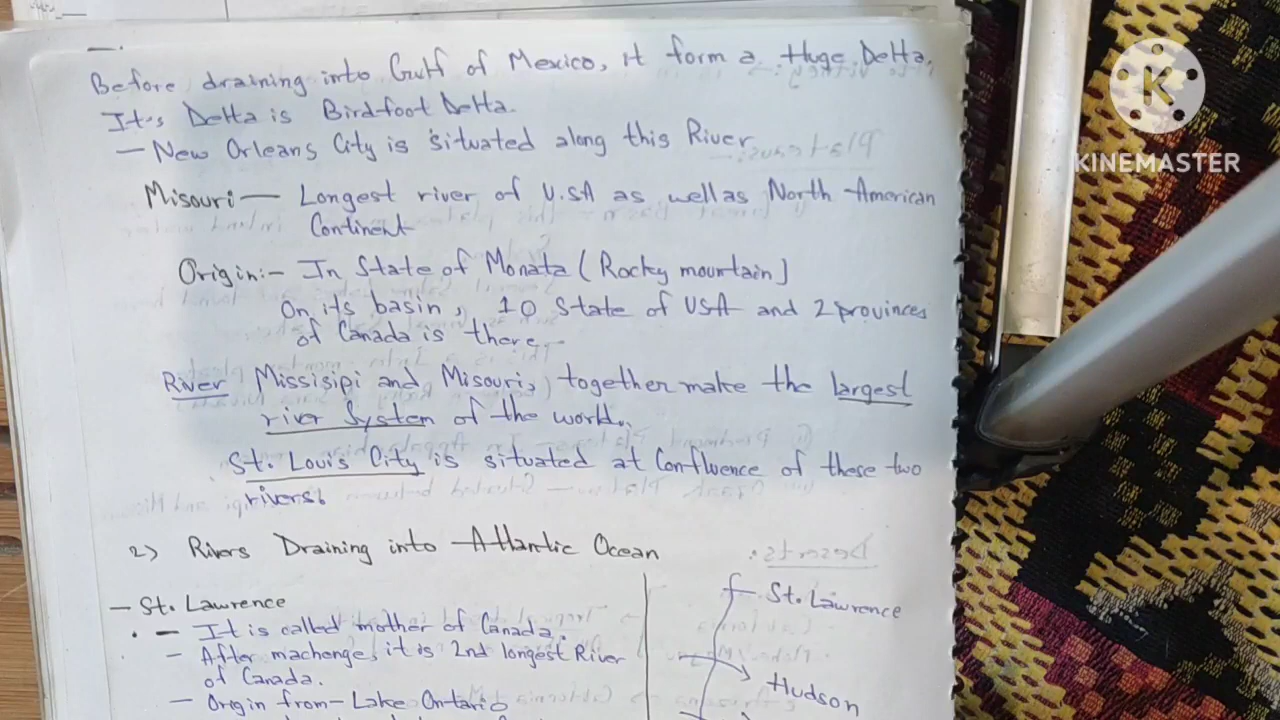 Before draining into Gulf of Mexico, it form a Huge Delta.
It's Delta is Birdfoot Delta.
— New Orleans City is situated along this River
Misouri — Longest river of U.SA as well as North American
Continent
Origin:- In State of Monata (Rocky mountain)
On its basin, 10 State of USA and 2 provinces
of Canada is there.
River Missisipi and Misouri, together make the largest
river System of the world.
St. Louis City is situated at Confluence of these two
rivers.
2) Rivers Draining into Atlantic Ocean
— St. Lawrence
— It is called mother of Canada.
— After machenge, it is 2nd longest River
of Canada.
— Origin from — Lake Ontario
St. Lawrence
Hudson
K
KINEMASTER